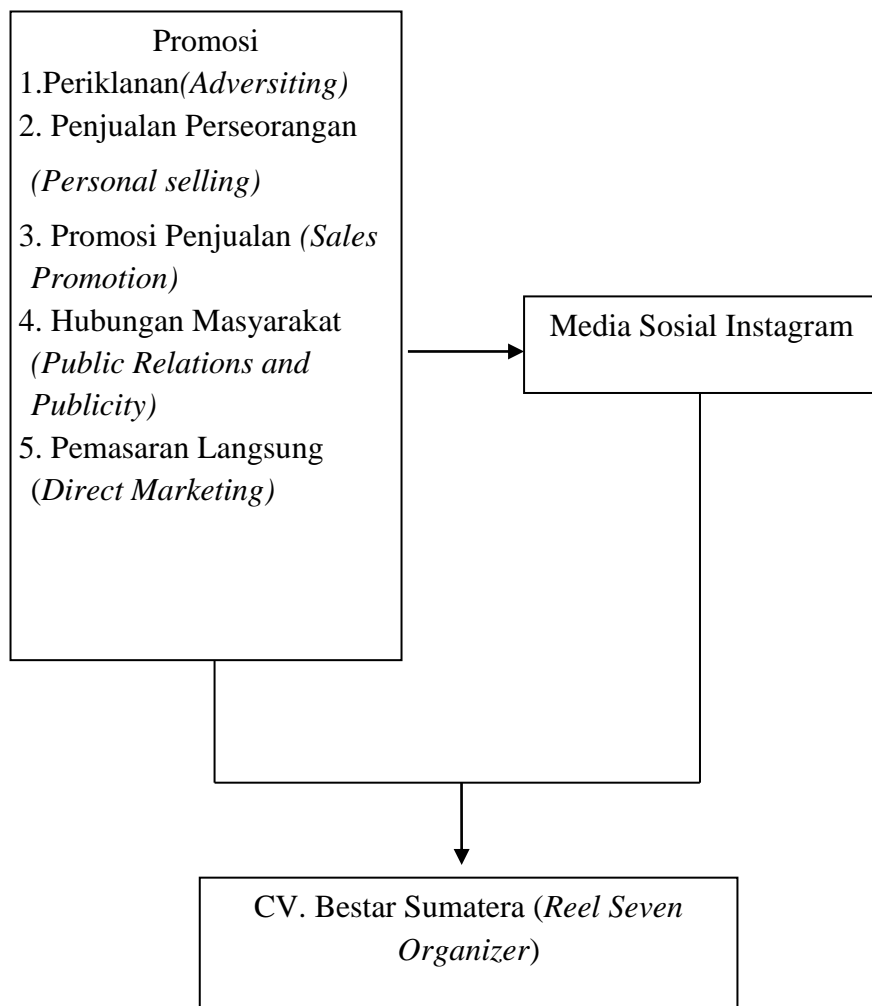 Promosi
1.Periklanan(Adversiting)
2. Penjualan Perseorangan
(Personal selling)
3. Promosi Penjualan (Sales
Promotion)
4. Hubungan Masyarakat
(Public Relations and
Publicity)
5. Pemasaran Langsung
(Direct Marketing)
Media Sosial Instagram
CV. Bestar Sumatera (Reel Seven
Organizer)